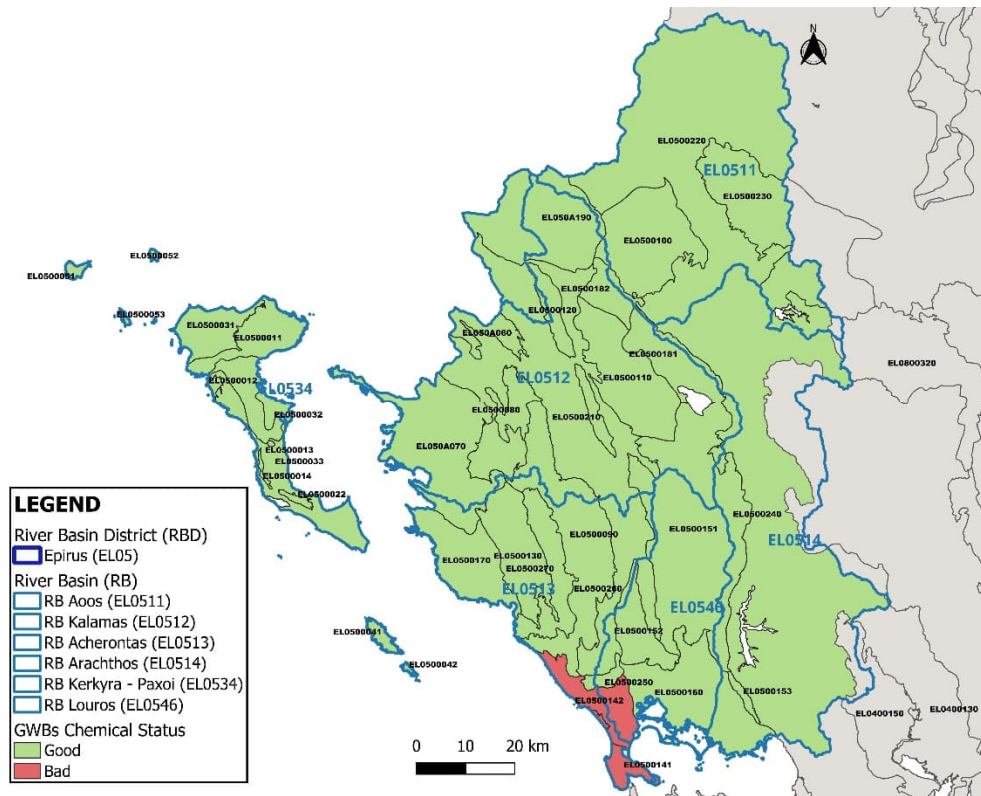 N
EL0500220
EL0511
EL0500230
EL050A190
EL0500100
EL0500052
EL0500051
EL0500182
EL0500053
EL0500120
EL0500031
EL050A060
EL0500011
EL0500181
EL0800320
EL0500012
EL0512
EL0500110
EL0534
EL0500080
EL0500032
EL0500210
EL050A070
EL0500013
EL0500033
EL0500014
EL0500022
EL0500240
EL0500151
EL0500090
EL0514
EL0500130
EL0500170
EL0500270
EL0513
EL0500260
EL0546
EL0500041
EL0500152
EL0500042
EL0500250
EL0500160
EL0500153
EL0500142
EL0400150
EL0400130
EL0500141
LEGEND
River Basin District (RBD)
Epirus (EL05)
River Basin (RB)
RB Aoos (EL0511)
RB Kalamas (EL0512)
RB Acherontas (EL0513)
RB Arachthos (EL0514)
RB Kerkyra - Paxoi (EL0534)
RB Louros (EL0546)
GWBs Chemical Status
Good
Bad
0 10 20 km